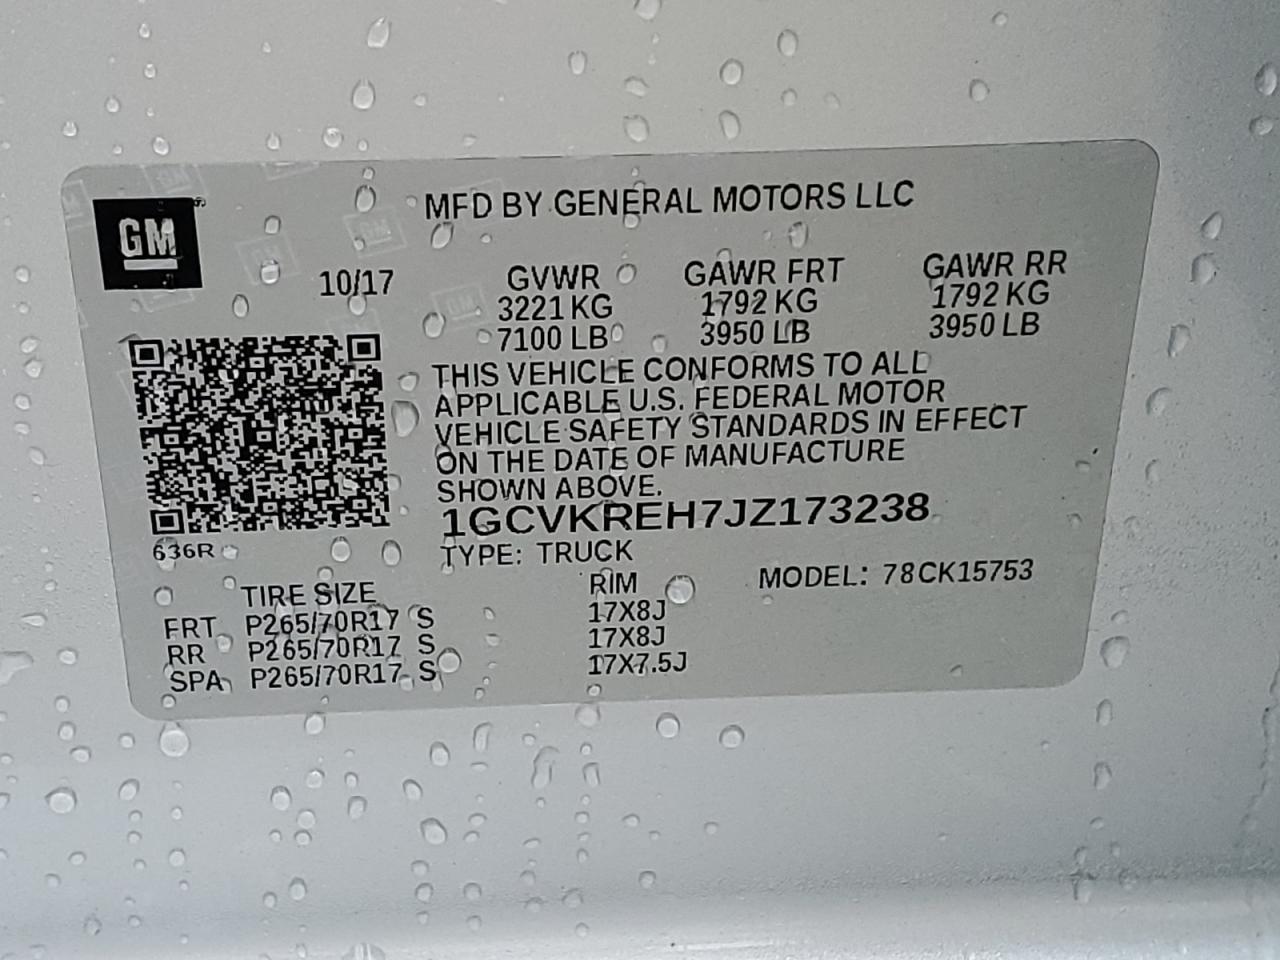 GM
MFD BY GENERAL MOTORS LLC
10/17 GVWR GAWR FRT GAWR RR
3221 KG 1792 KG 1792 KG
7100 LB 3950 LB 3950 LB
THIS VEHICLE CONFORMS TO ALL
APPLICABLE U.S. FEDERAL MOTOR
VEHICLE SAFETY STANDARDS IN EFFECT
ON THE DATE OF MANUFACTURE
SHOWN ABOVE.
1GCVKREH7JZ173238
636R TYPE: TRUCK MODEL: 78CK15753
TIRE SIZE RIM
FRT P265/70R17 S 17X8J
RR P265/70R17 S 17X8J
SPA P265/70R17 S 17X7.5J